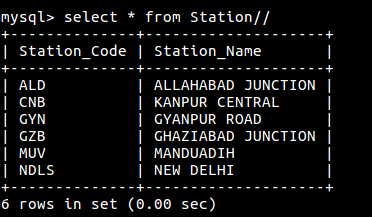 mysql> select * from Station//
+--------------+--------------------+
| Station_Code | Station_Name       |
+--------------+--------------------+
| ALD          | ALLAHABAD JUNCTION |
| CNB          | KANPUR CENTRAL     |
| GYN          | GYANPUR ROAD       |
| GZB          | GHAZIABAD JUNCTION |
| MUV          | MANDUADIH          |
| NDLS         | NEW DELHI          |
+--------------+--------------------+
6 rows in set (0.00 sec)